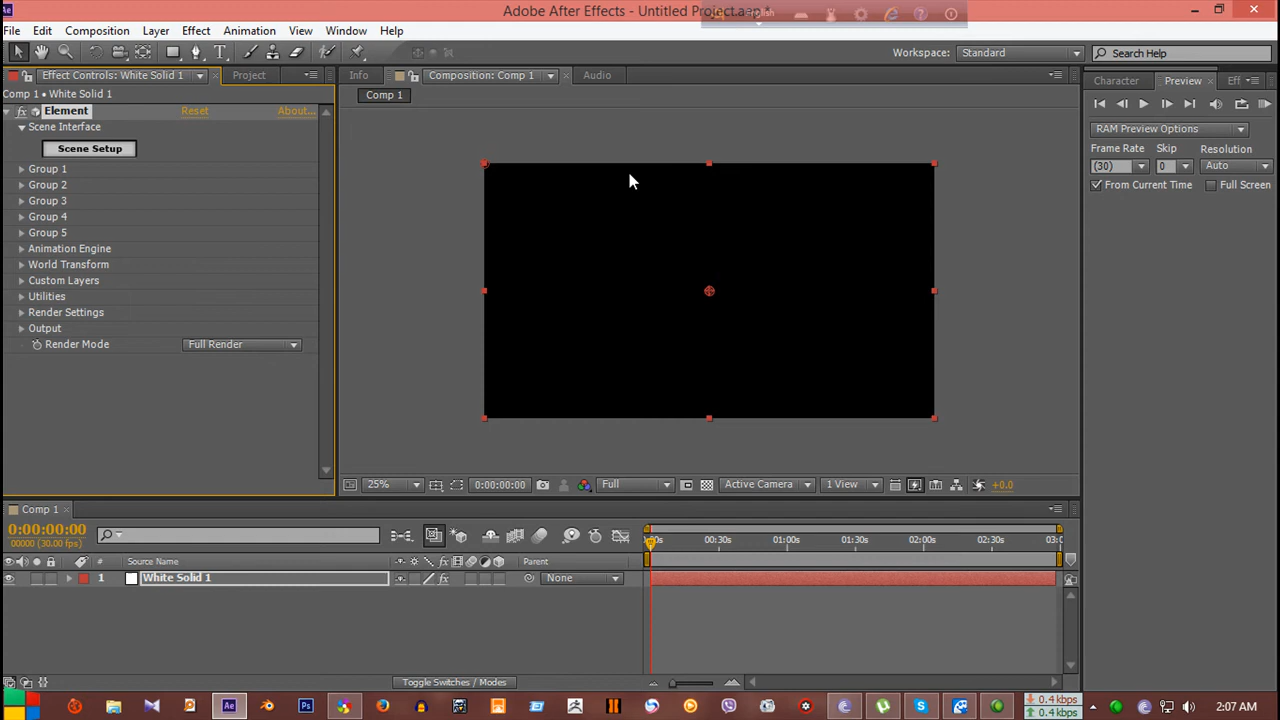 Adobe After Effects - Untitled Project.aep *
English
File Edit Composition Layer Effect Animation View Window Help
Workspace: Standard Search Help
Effect Controls: White Solid 1 Project Info Composition: Comp 1 Audio Character Preview Eff
Comp 1 • White Solid 1
Comp 1
Element Reset About...
Scene Interface
Scene Setup
Group 1
Group 2
Group 3
Group 4
Group 5
Animation Engine
World Transform
Custom Layers
Utilities
Render Settings
Output
Render Mode Full Render
RAM Preview Options
Frame Rate Skip Resolution
(30) 0 Auto
From Current Time Full Screen
25% 0:00:00:00 Full Active Camera 1 View +0.0
Comp 1
0:00:00:00
00000 (30.00 fps)
00:30s 01:00s 01:30s 02:00s 02:30s 03:0
# Source Name Parent
1 White Solid 1 None
Toggle Switches / Modes
0.4 kbps
0.4 kbps
2:07 AM